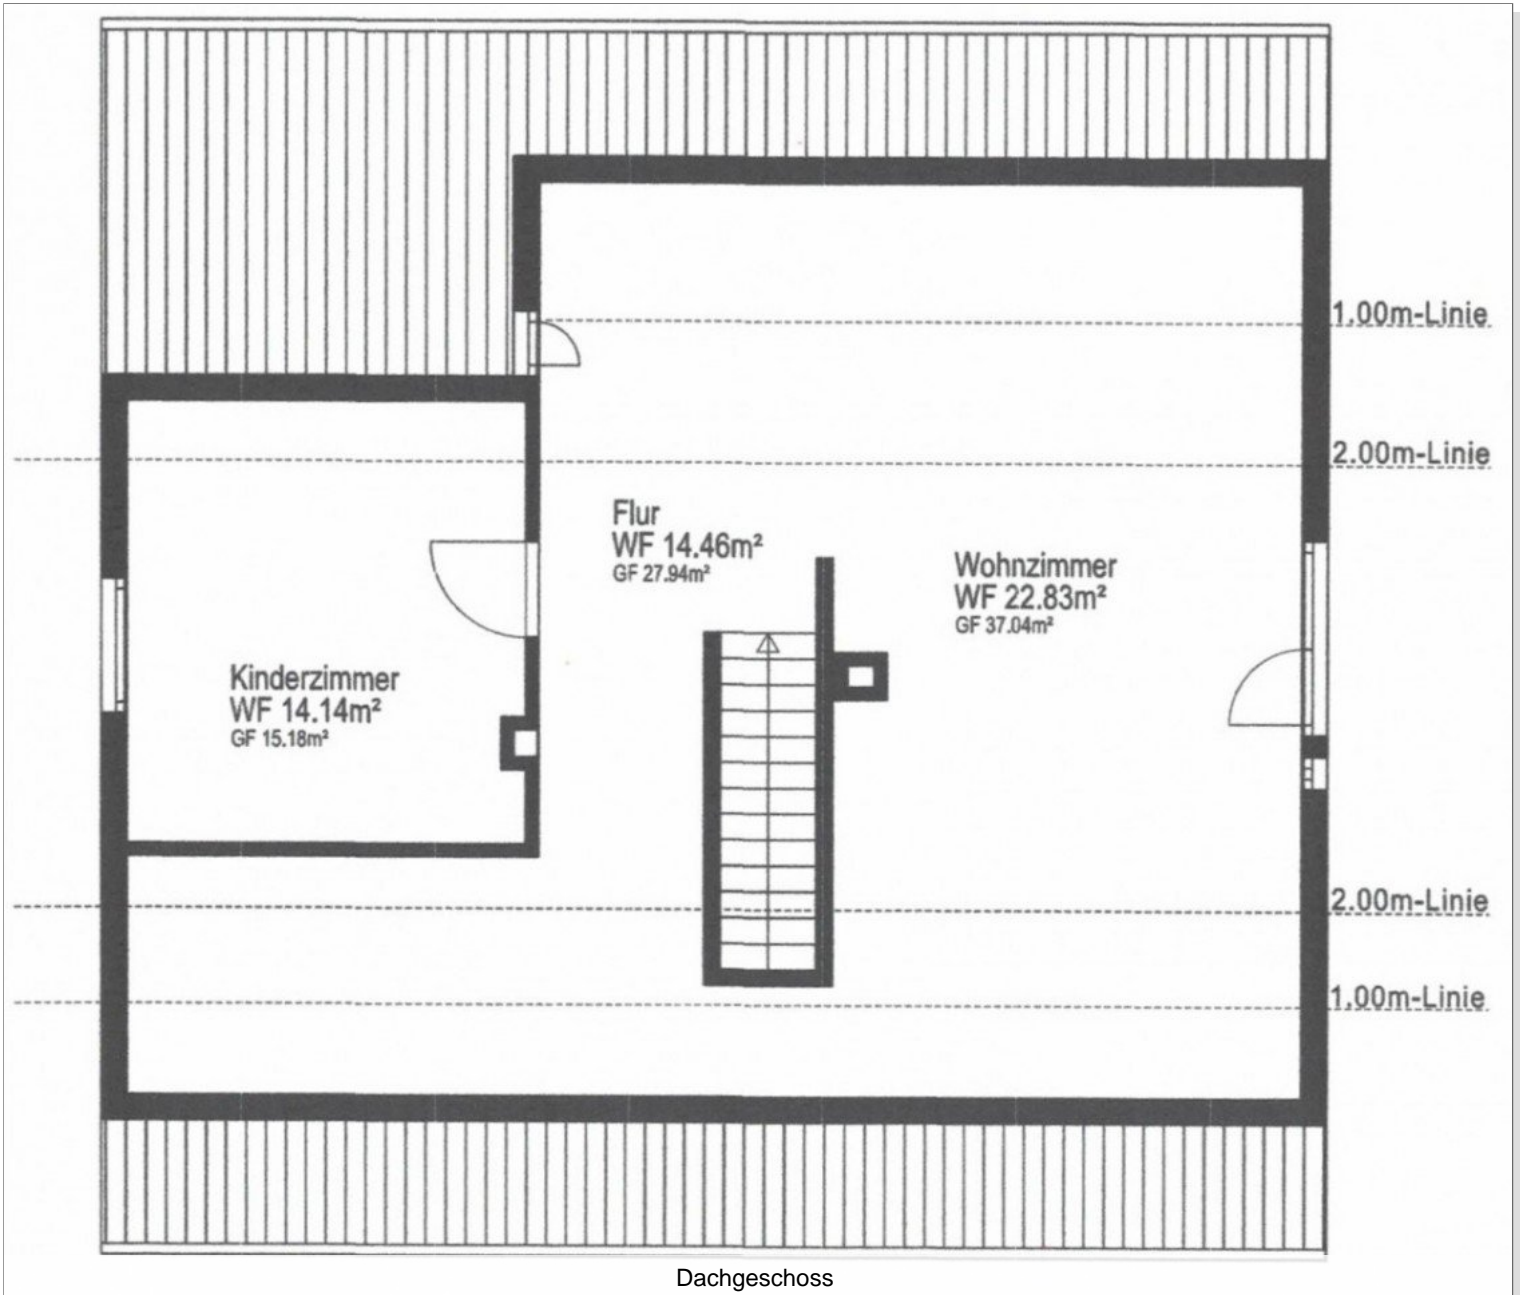 1.00m-Linie
2.00m-Linie
Flur
WF 14.46m²
GF 27.94m²
Wohnzimmer
WF 22.83m²
GF 37.04m²
Kinderzimmer
WF 14.14m²
GF 15.18m²
2.00m-Linie
1.00m-Linie
Dachgeschoss